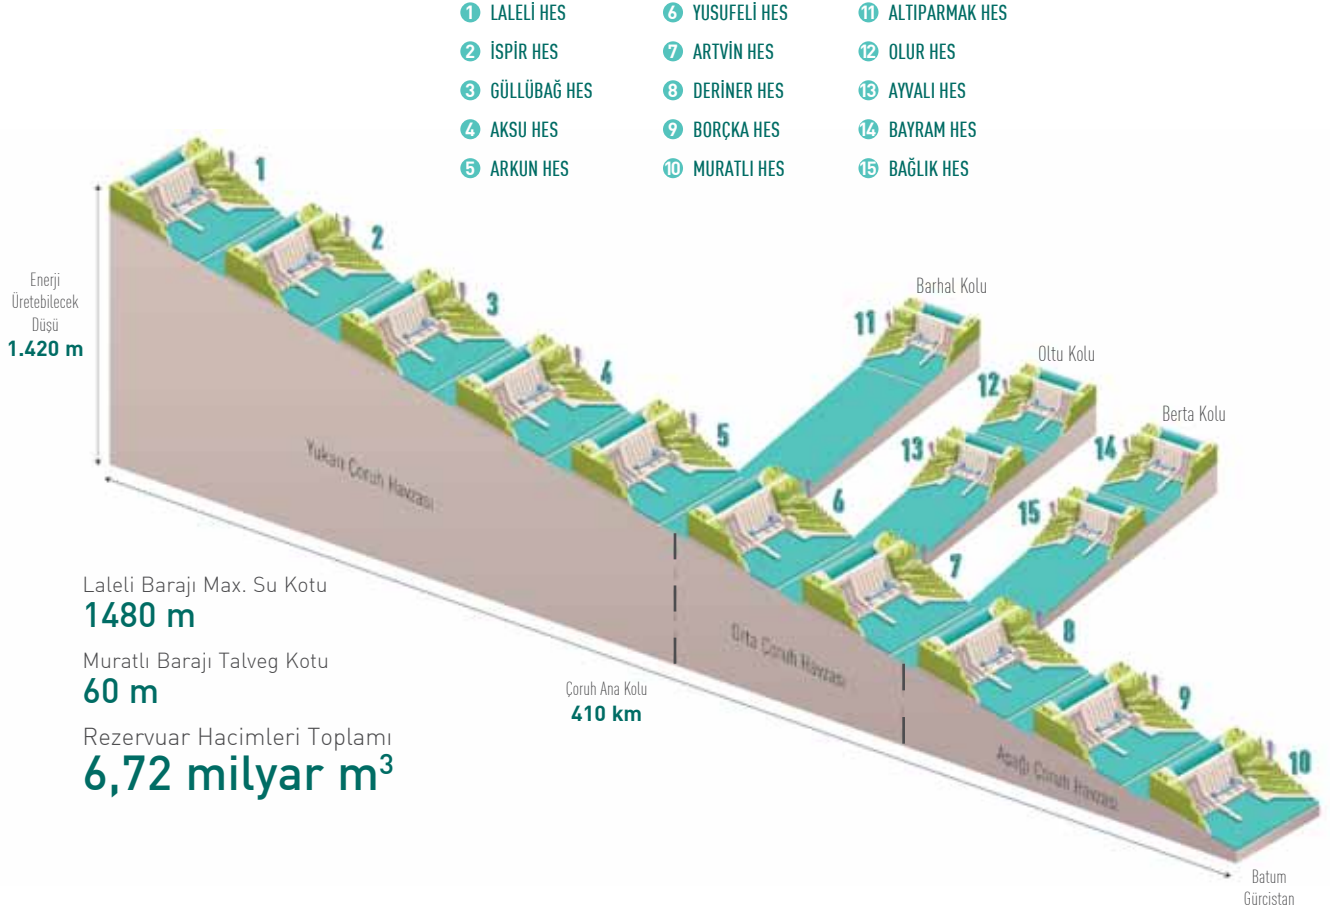 1 LALELİ HES
2 İSPİR HES
3 GÜLLÜBAĞ HES
4 AKSU HES
5 ARKUN HES
6 YUSUFELİ HES
7 ARTVİN HES
8 DERİNER HES
9 BORÇKA HES
10 MURATLI HES
11 ALTIPARMAK HES
12 OLUR HES
13 AYVALI HES
14 BAYRAM HES
15 BAĞLIK HES
1
2
3
4
5
6
7
8
9
10
Barhal Kolu
11
Oltu Kolu
12
13
Berta Kolu
14
15
Enerji
Üretebilecek
Düşü
1.420 m
Yukarı Çoruh Havzası
Orta Çoruh Havzası
Aşağı Çoruh Havzası
Laleli Barajı Max. Su Kotu
1480 m
Muratlı Barajı Talveg Kotu
60 m
Rezervuar Hacimleri Toplamı
6,72 milyar m³
Çoruh Ana Kolu
410 km
Batum
Gürcistan